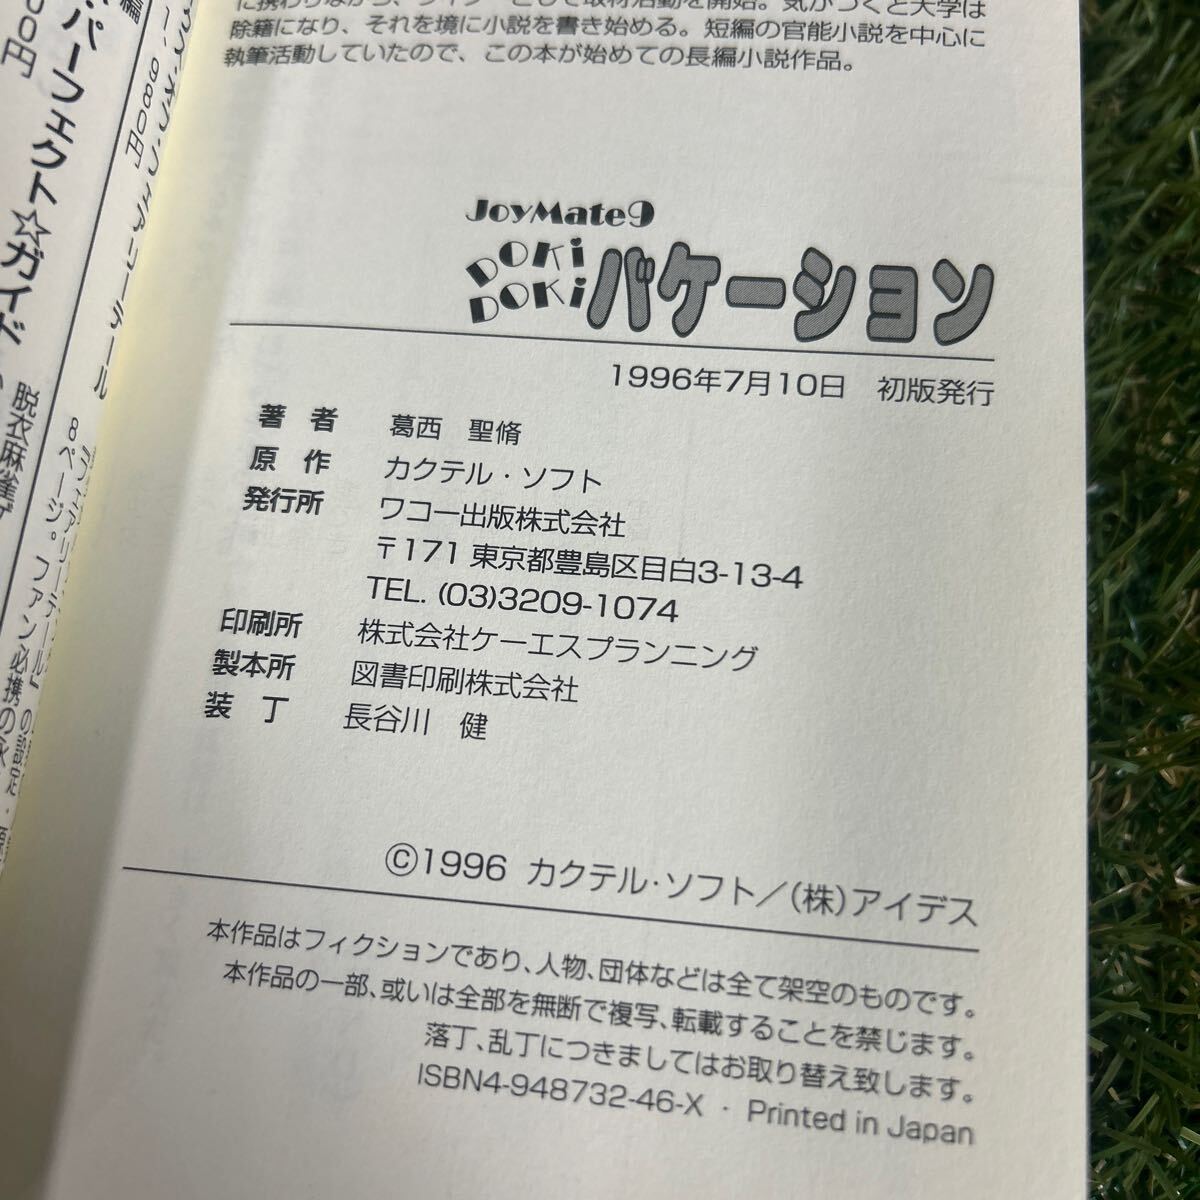 除籍になり、それを境に小説を書き始める。短編の官能小説を中心に
執筆活動していたので、この本が始めての長編小説作品。
JoyMate9
DOKi
DOKi バケーション
1996年7月10日 初版発行
著者 葛西 聖脩
原作 カクテル・ソフト
発行所 ワコー出版株式会社
〒171 東京都豊島区目白3-13-4
TEL. (03)3209-1074
印刷所 株式会社ケーエスプランニング
製本所 図書印刷株式会社
装丁 長谷川 健
©1996 カクテル・ソフト／(株)アイデス
本作品はフィクションであり、人物、団体などは全て架空のものです。
本作品の一部、或いは全部を無断で複写、転載することを禁じます。
落丁、乱丁につきましてはお取り替え致します。
ISBN4-948732-46-X · Printed in Japan
パーフェクト☆ガイド
脱衣麻雀
8ページ。ファン必携の